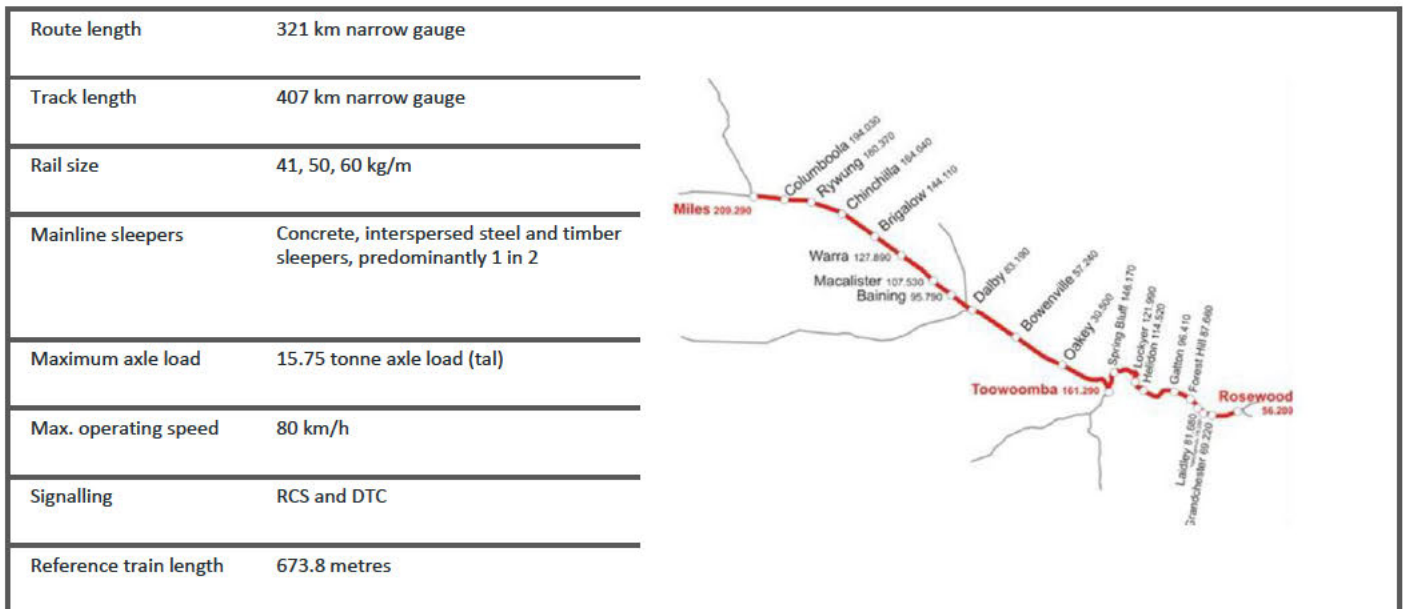 Route length 321 km narrow gauge
Track length 407 km narrow gauge
Rail size 41, 50, 60 kg/m
Mainline sleepers Concrete, interspersed steel and timber
sleepers, predominantly 1 in 2
Maximum axle load 15.75 tonne axle load (tal)
Max. operating speed 80 km/h
Signalling RCS and DTC
Reference train length 673.8 metres
Miles 209.290
Columboola 194.030
Rywung 180.370
Chinchilla 164.040
Brigalow 144.110
Warra 127.890
Macalister 107.530
Baining 95.790
Dalby 83.190
Bowenville 57.240
Oakey 30.500
Toowoomba 161.290
Spring Bluff 146.170
Lockyer 121.990
Helidon 114.520
Gatton 96.410
Forest Hill 87.660
Laidley 81.680
Grandchester 69.220
Rosewood
56.200